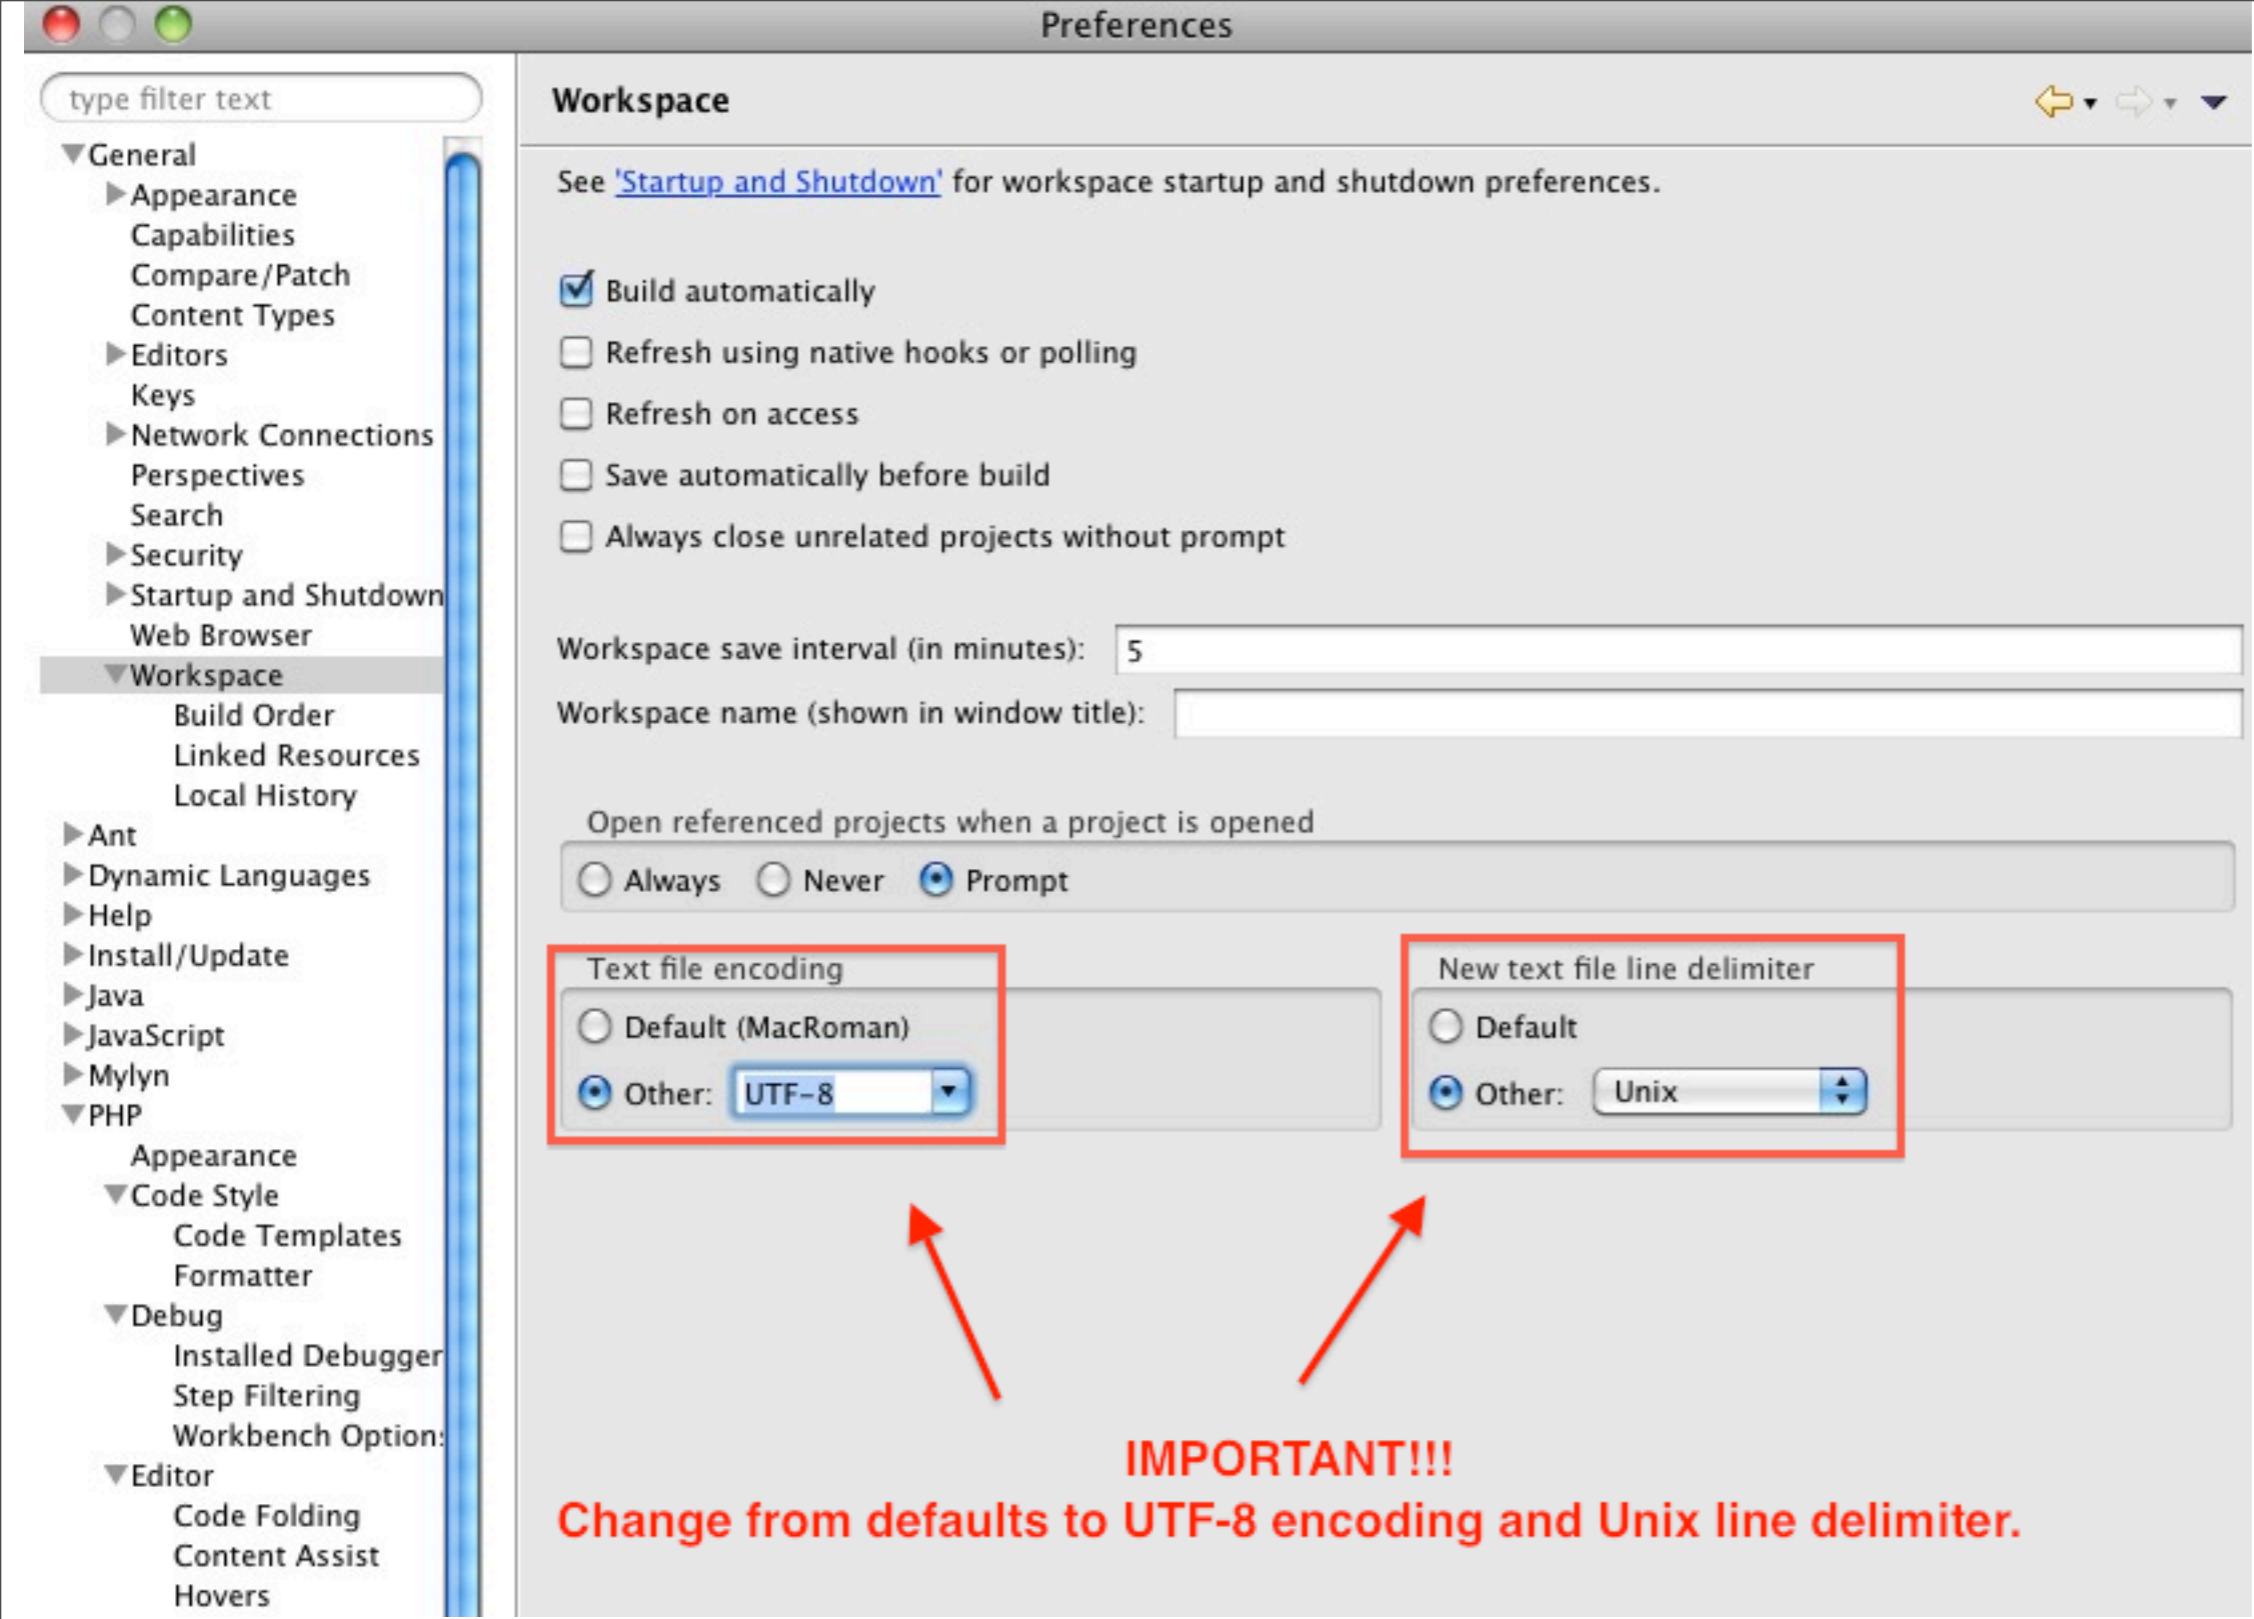 Preferences
type filter text
General
Appearance
Capabilities
Compare/Patch
Content Types
Editors
Keys
Network Connections
Perspectives
Search
Security
Startup and Shutdown
Web Browser
Workspace
Build Order
Linked Resources
Local History
Ant
Dynamic Languages
Help
Install/Update
Java
JavaScript
Mylyn
PHP
Appearance
Code Style
Code Templates
Formatter
Debug
Installed Debugger
Step Filtering
Workbench Options
Editor
Code Folding
Content Assist
Hovers
Workspace
See 'Startup and Shutdown' for workspace startup and shutdown preferences.
Build automatically
Refresh using native hooks or polling
Refresh on access
Save automatically before build
Always close unrelated projects without prompt
Workspace save interval (in minutes): 5
Workspace name (shown in window title):
Open referenced projects when a project is opened
Always Never Prompt
Text file encoding
Default (MacRoman)
Other: UTF-8
New text file line delimiter
Default
Other: Unix
IMPORTANT!!!
Change from defaults to UTF-8 encoding and Unix line delimiter.